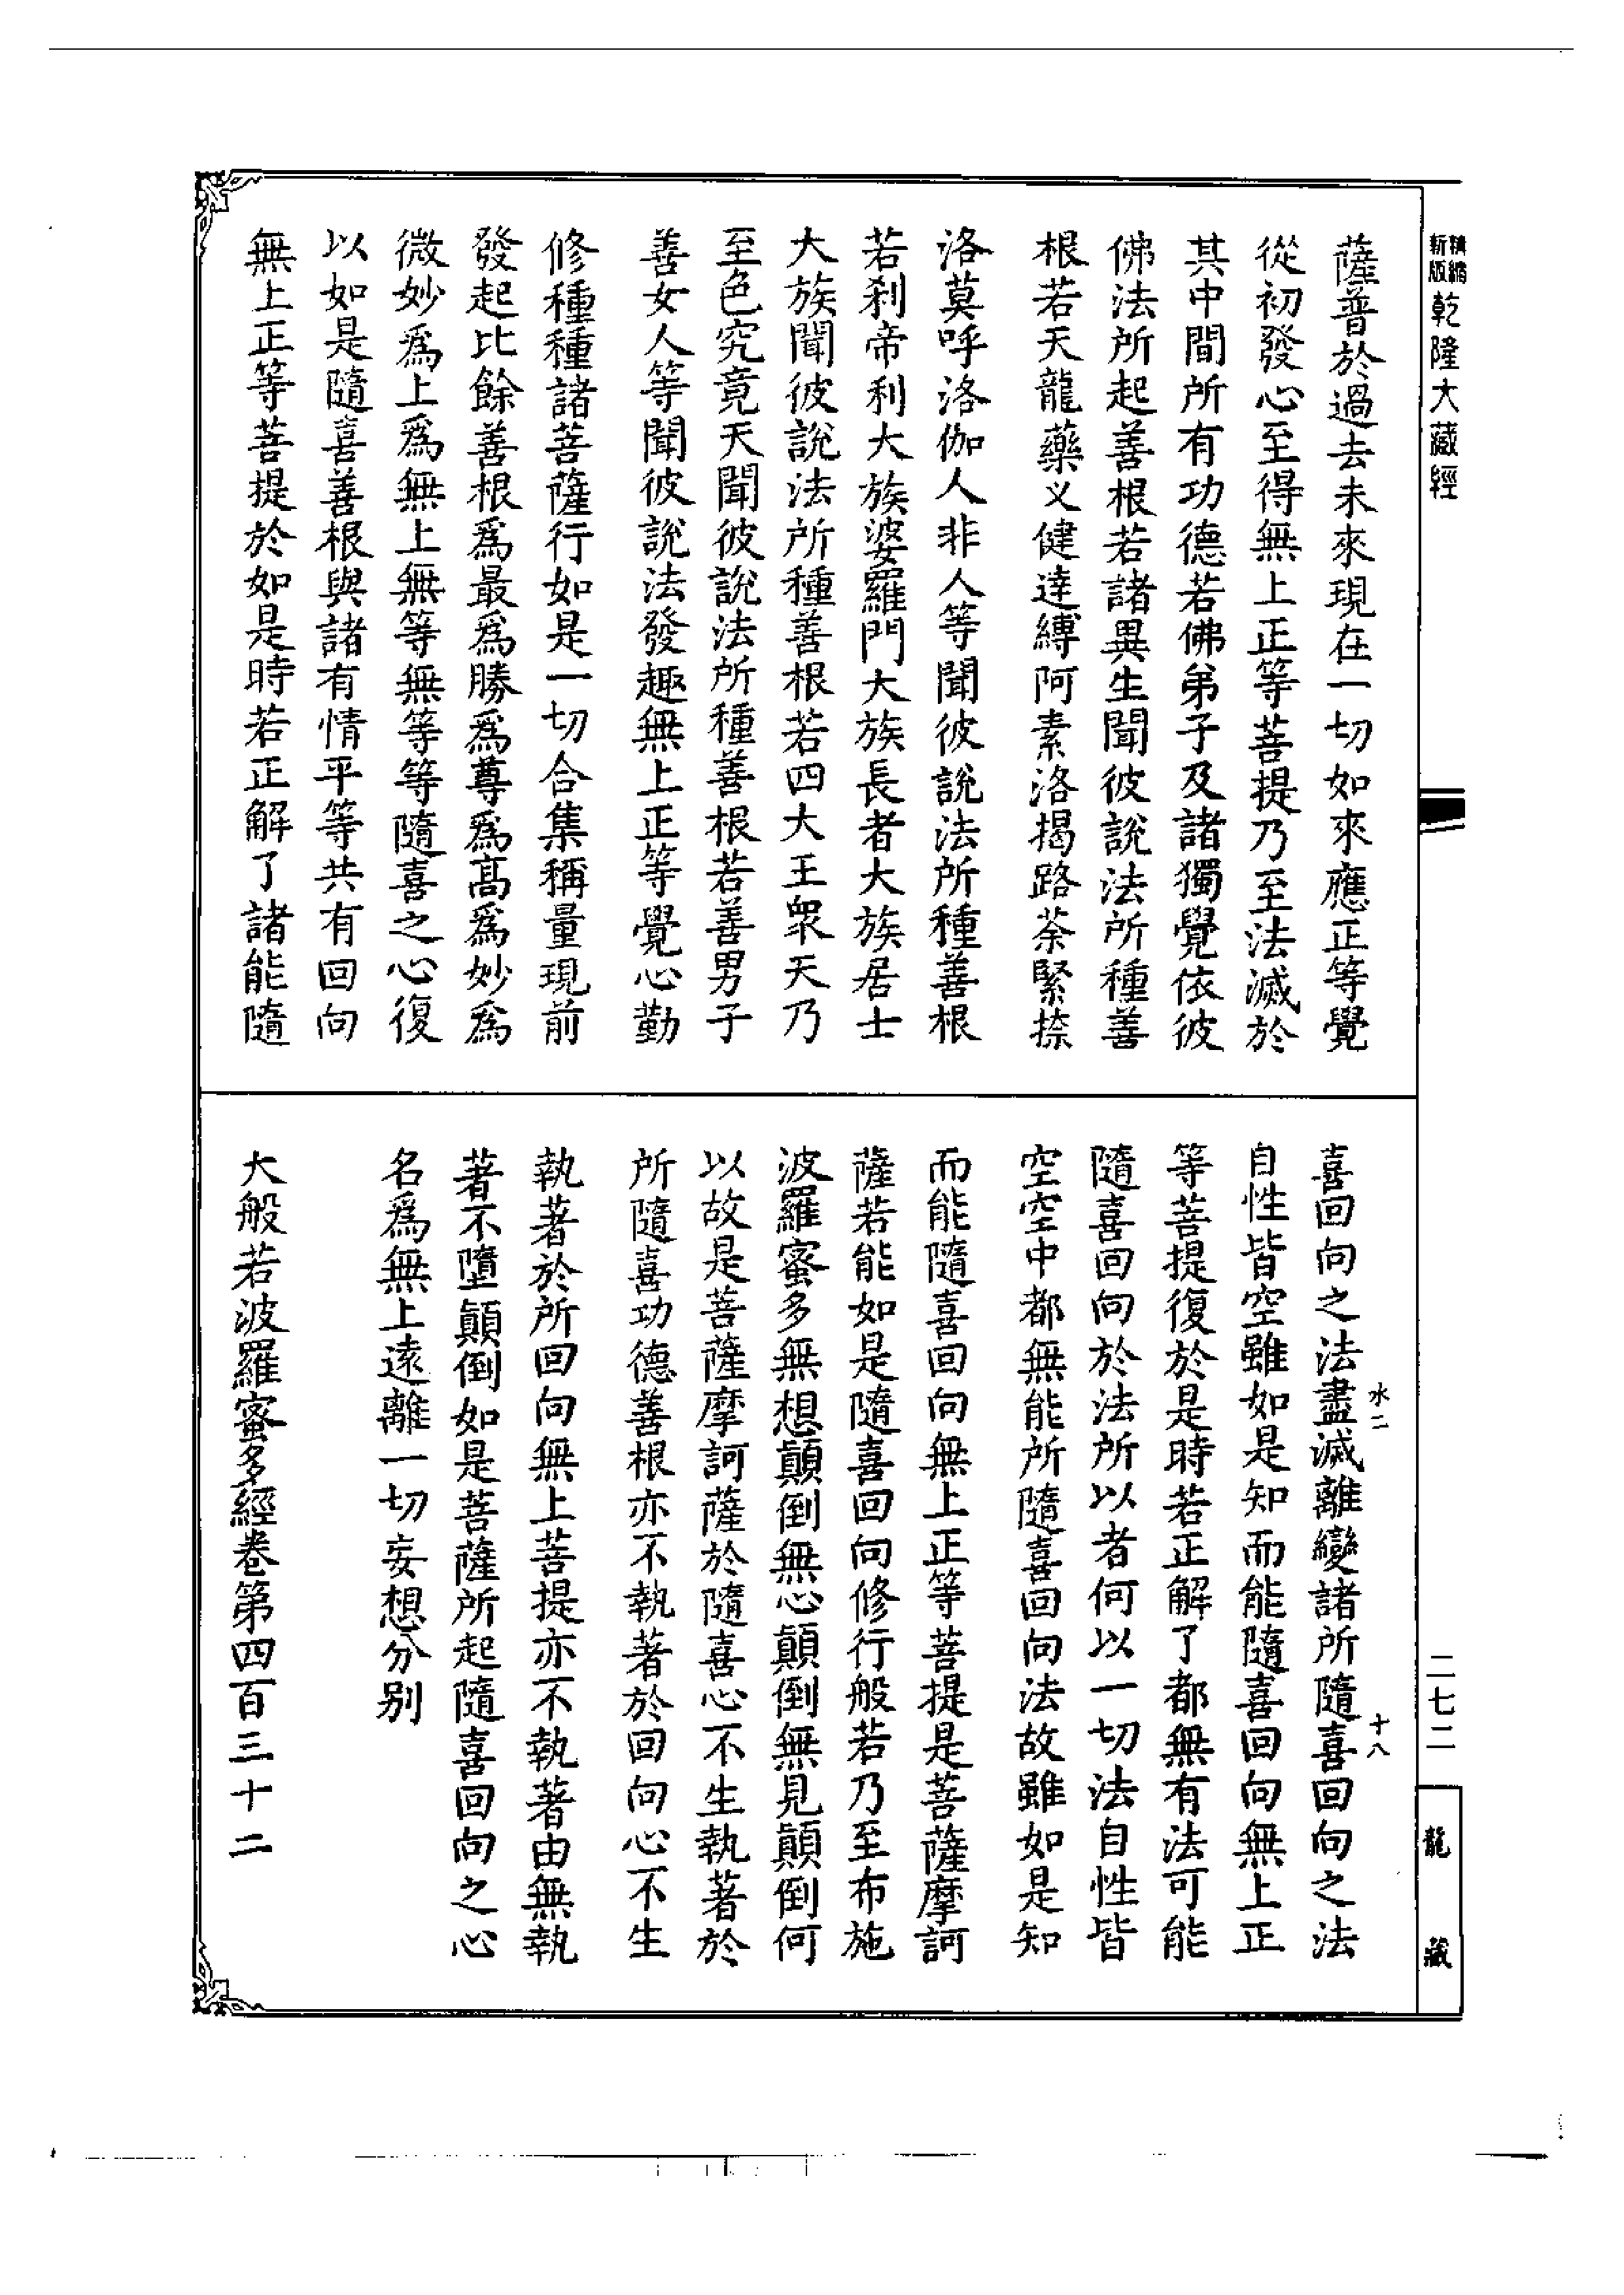 精縮新版乾隆大藏經
二七二
龍藏
薩普於過去未來現在一切如來應正等覺
從初發心至得無上正等菩提乃至法滅於
其中間所有功德若佛弟子及諸獨覺依彼
佛法所起善根若諸異生聞彼說法所種善
根若天龍藥义健達縛阿素洛揭路荼緊捺
洛莫呼洛伽人非人等聞彼說法所種善根
若刹帝利大族婆羅門大族長者大族居士
大族聞彼說法所種善根若四大王衆天乃
至色究竟天聞彼說法所種善根若善男子
善女人等聞彼說法發趣無上正等覺心勤
修種種諸菩薩行如是一切合集稱量現前
發起比餘善根爲最爲勝爲尊爲髙爲妙爲
微妙爲上爲無上無等無等等隨喜之心復
以如是隨喜善根與諸有情平等共有回向
無上正等菩提於如是時若正解了諸能隨
喜回向之法盡滅離變諸所隨喜回向之法
水二
十八
自性皆空雖如是知而能隨喜回向無上正
等菩提復於是時若正解了都無有法可能
隨喜回向於法所以者何以一切法自性皆
空空中都無能所隨喜回向法故雖如是知
而能隨喜回向無上正等菩提是菩薩摩訶
薩若能如是隨喜回向修行般若乃至布施
波羅蜜多無想顛倒無心顛倒無見顛倒何
以故是菩薩摩訶薩於隨喜心不生執著於
所隨喜功德善根亦不執著於回向心不生
執著於所回向無上菩提亦不執著由無執
著不墮顛倒如是菩薩所起隨喜回向之心
名爲無上遠離一切妄想分别
大般若波羅蜜多經卷第四百三十二